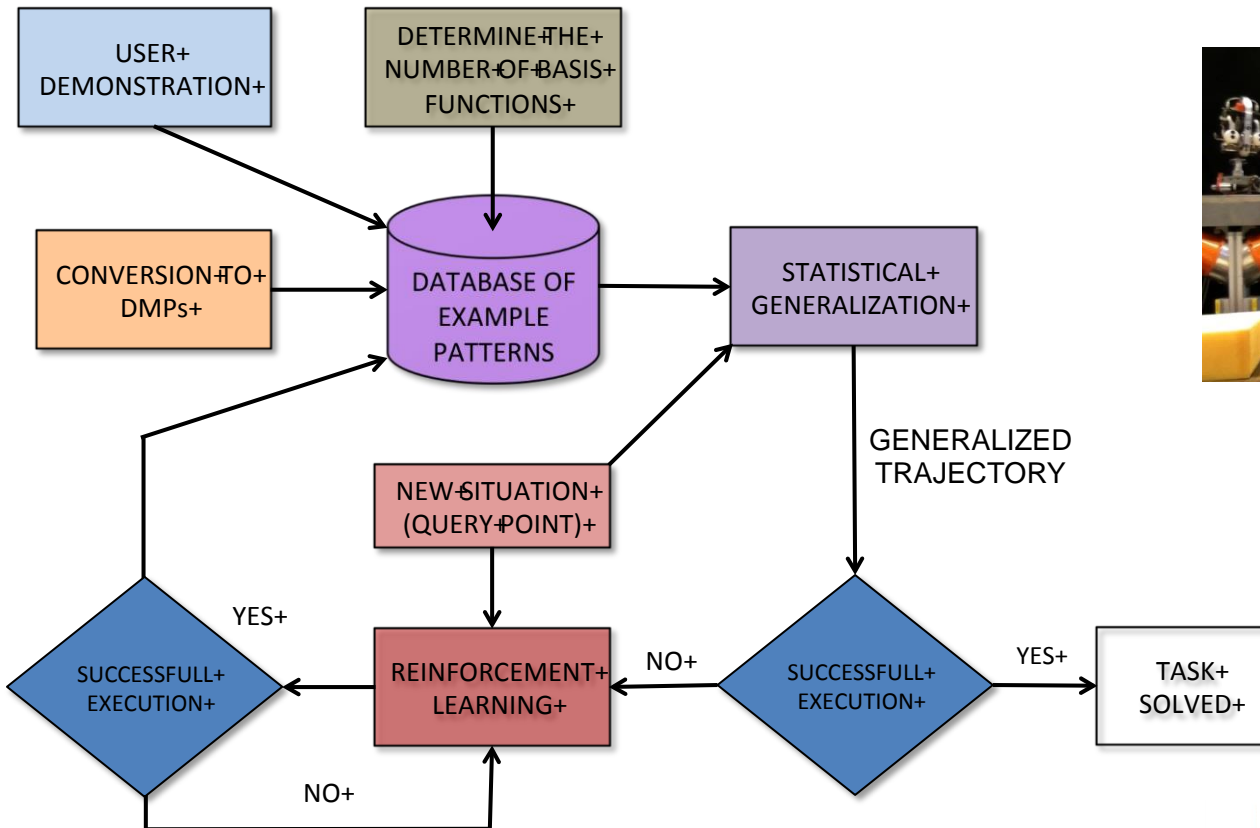 USER+
DEMONSTRATION+
DETERMINE+THE+
NUMBER+OF+BASIS+
FUNCTIONS+
CONVERSION+TO+
DMPs+
DATABASE OF
EXAMPLE
PATTERNS
STATISTICAL+
GENERALIZATION+
GENERALIZED
TRAJECTORY
NEW+SITUATION+
(QUERY+POINT)+
YES+
SUCCESSFULL+
EXECUTION+
REINFORCEMENT+
LEARNING+
NO+
SUCCESSFULL+
EXECUTION+
YES+
TASK+
SOLVED+
NO+